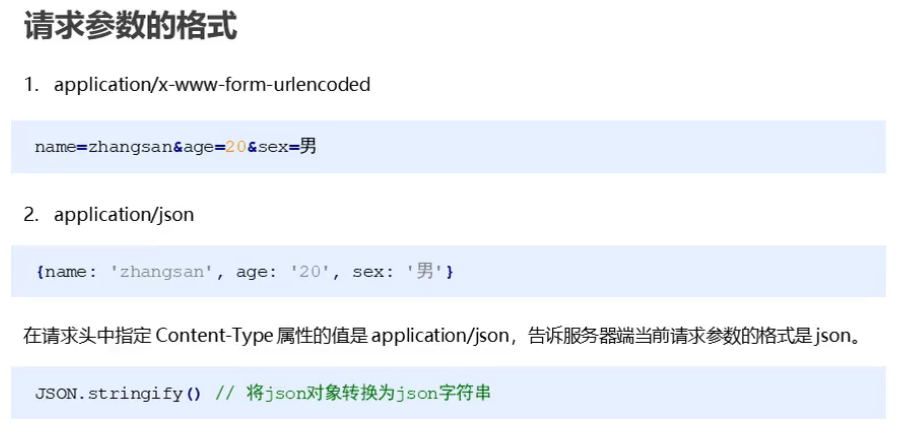 请求参数的格式
1. application/x-www-form-urlencoded
name=zhangsan&age=20&sex=男
2. application/json
{name: 'zhangsan', age: '20', sex: '男'}
在请求头中指定 Content-Type 属性的值是 application/json，告诉服务器端当前请求参数的格式是 json。
JSON.stringify() // 将json对象转换为json字符串